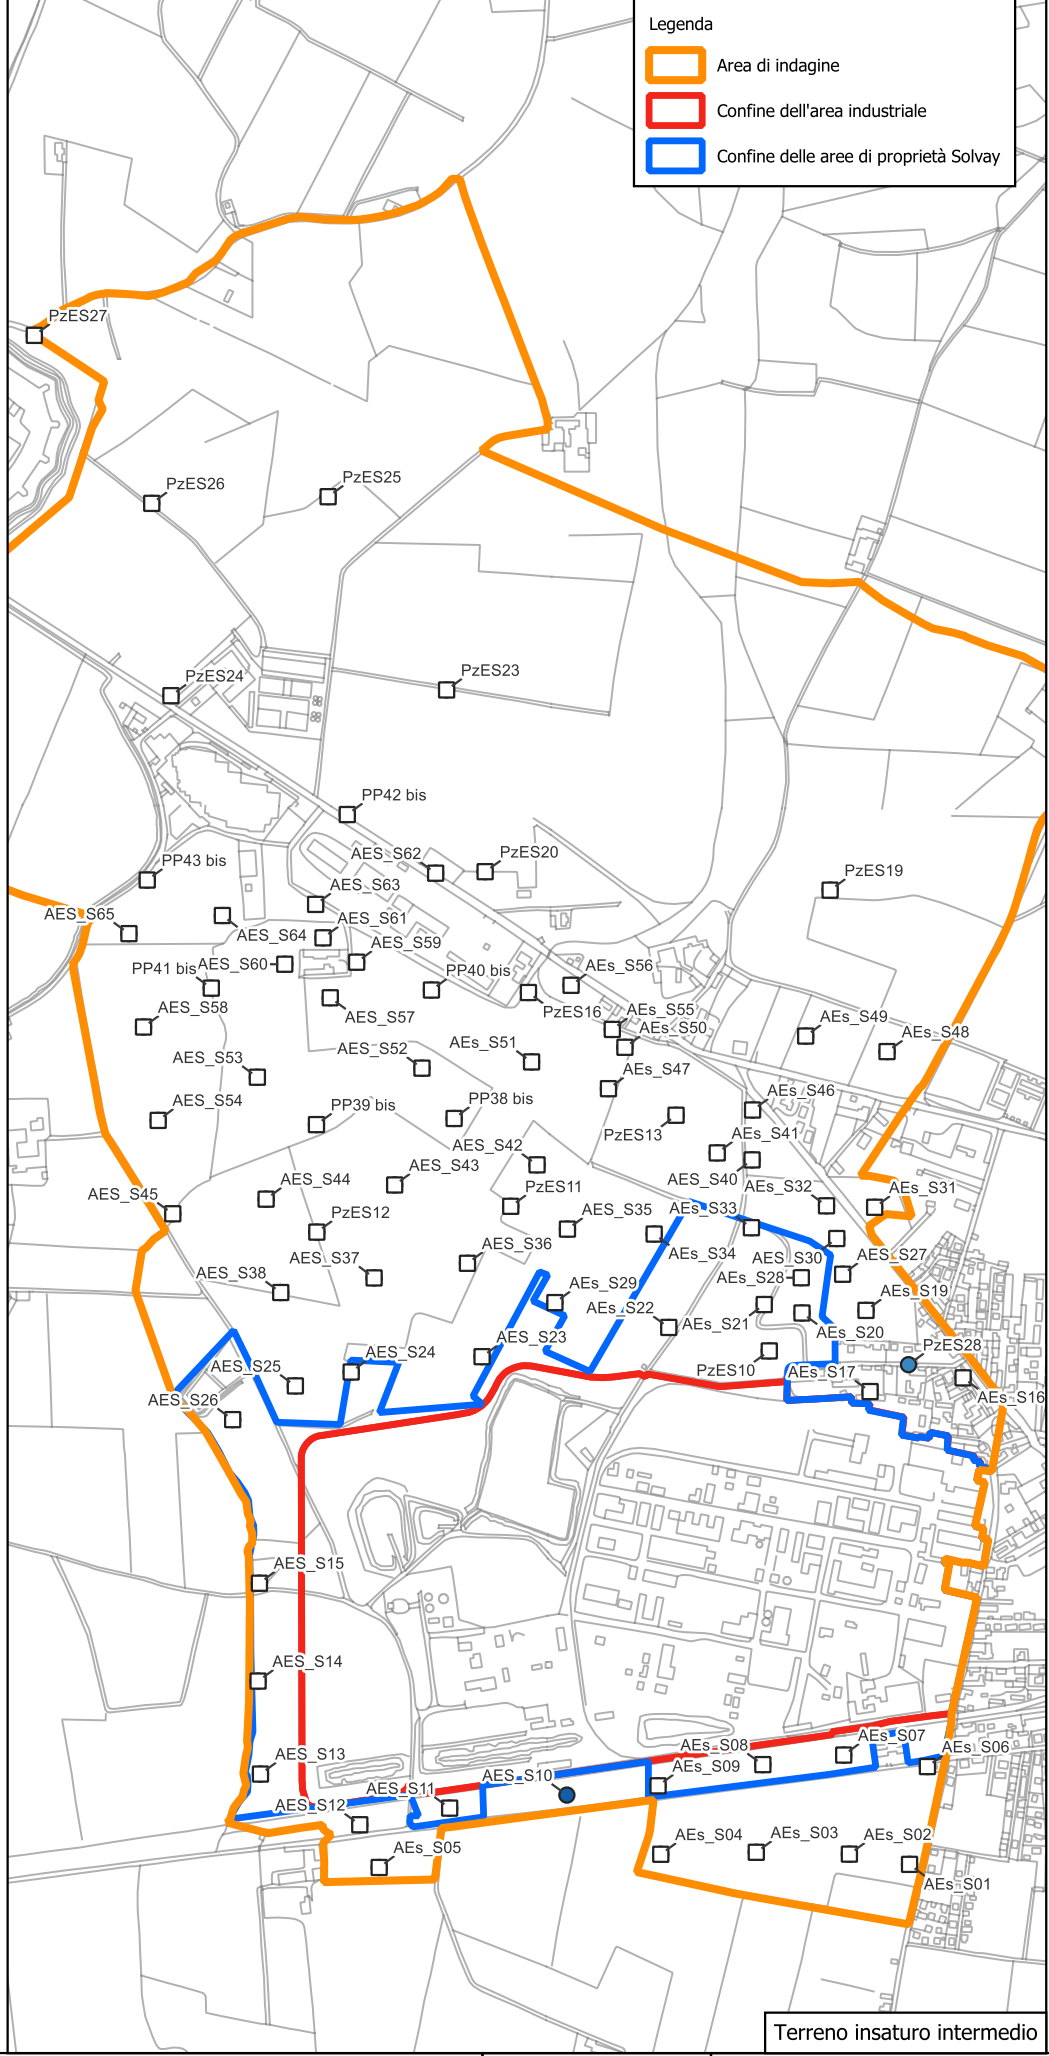 Legenda
Area di indagine
Confine dell'area industriale
Confine delle aree di proprietà Solvay
PzES27
PzES26
PzES25
PzES24
PzES23
PP42 bis
AES_S62
PzES20
PP43 bis
PzES19
AES_S63
AES_S65
AES_S64
AES_S61
AES_S59
PP41 bis
AES_S60
PP40 bis
AEs_S56
AES_S58
AES_S57
PzES16
AEs_S55
AEs_S50
AEs_S49
AEs_S48
AES_S53
AES_S52
AEs_S51
AEs_S47
AES_S54
PP39 bis
PP38 bis
AEs_S46
PzES13
AEs_S41
AES_S42
AES_S43
AES_S40
AES_S45
AES_S44
PzES11
AEs_S32
AEs_S31
PzES12
AES_S35
AEs_S33
AES_S37
AES_S36
AEs_S34
AES_S30
AEs_S27
AES_S38
AEs_S28
AEs_S29
AEs_S22
AEs_S21
AEs_S19
AEs_S20
AES_S25
AES_S24
AEs_S23
PzES10
PzES28
AES_S26
AEs_S17
AEs_S16
AES_S15
AES_S14
AES_S13
AES_S12
AES_S11
AEs_S10
AEs_S09
AEs_S08
AEs_S07
AEs_S06
AEs_S05
AEs_S04
AEs_S03
AEs_S02
AEs_S01
Terreno insaturo intermedio